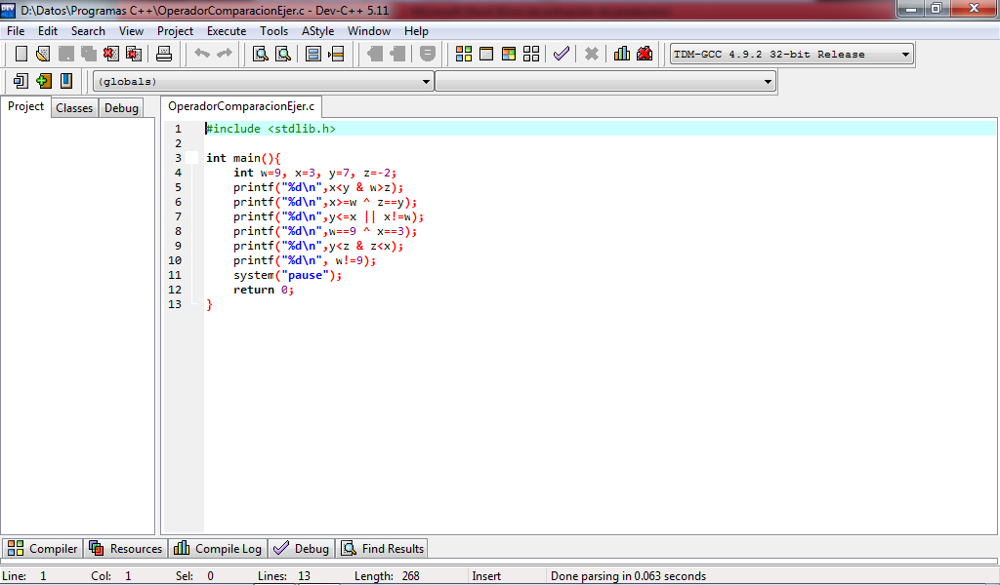 D:\Datos\Programas C++\OperadorComparacionEjer.c - Dev-C++ 5.11
File Edit Search View Project Execute Tools AStyle Window Help
TDM-GCC 4.9.2 32-bit Release
(globals)
Project Classes Debug
OperadorComparacionEjer.c
1 #include <stdlib.h>
2
3 int main(){
4 int w=9, x=3, y=7, z=-2;
5 printf("%d\n",x<y & w>z);
6 printf("%d\n",x>=w ^ z==y);
7 printf("%d\n",y<=x || x!=w);
8 printf("%d\n",w==9 ^ x==3);
9 printf("%d\n",y<z & z<x);
10 printf("%d\n", w!=9);
11 system("pause");
12 return 0;
13 }
Compiler Resources Compile Log Debug Find Results
Line: 1 Col: 1 Sel: 0 Lines: 13 Length: 268 Insert Done parsing in 0.063 seconds